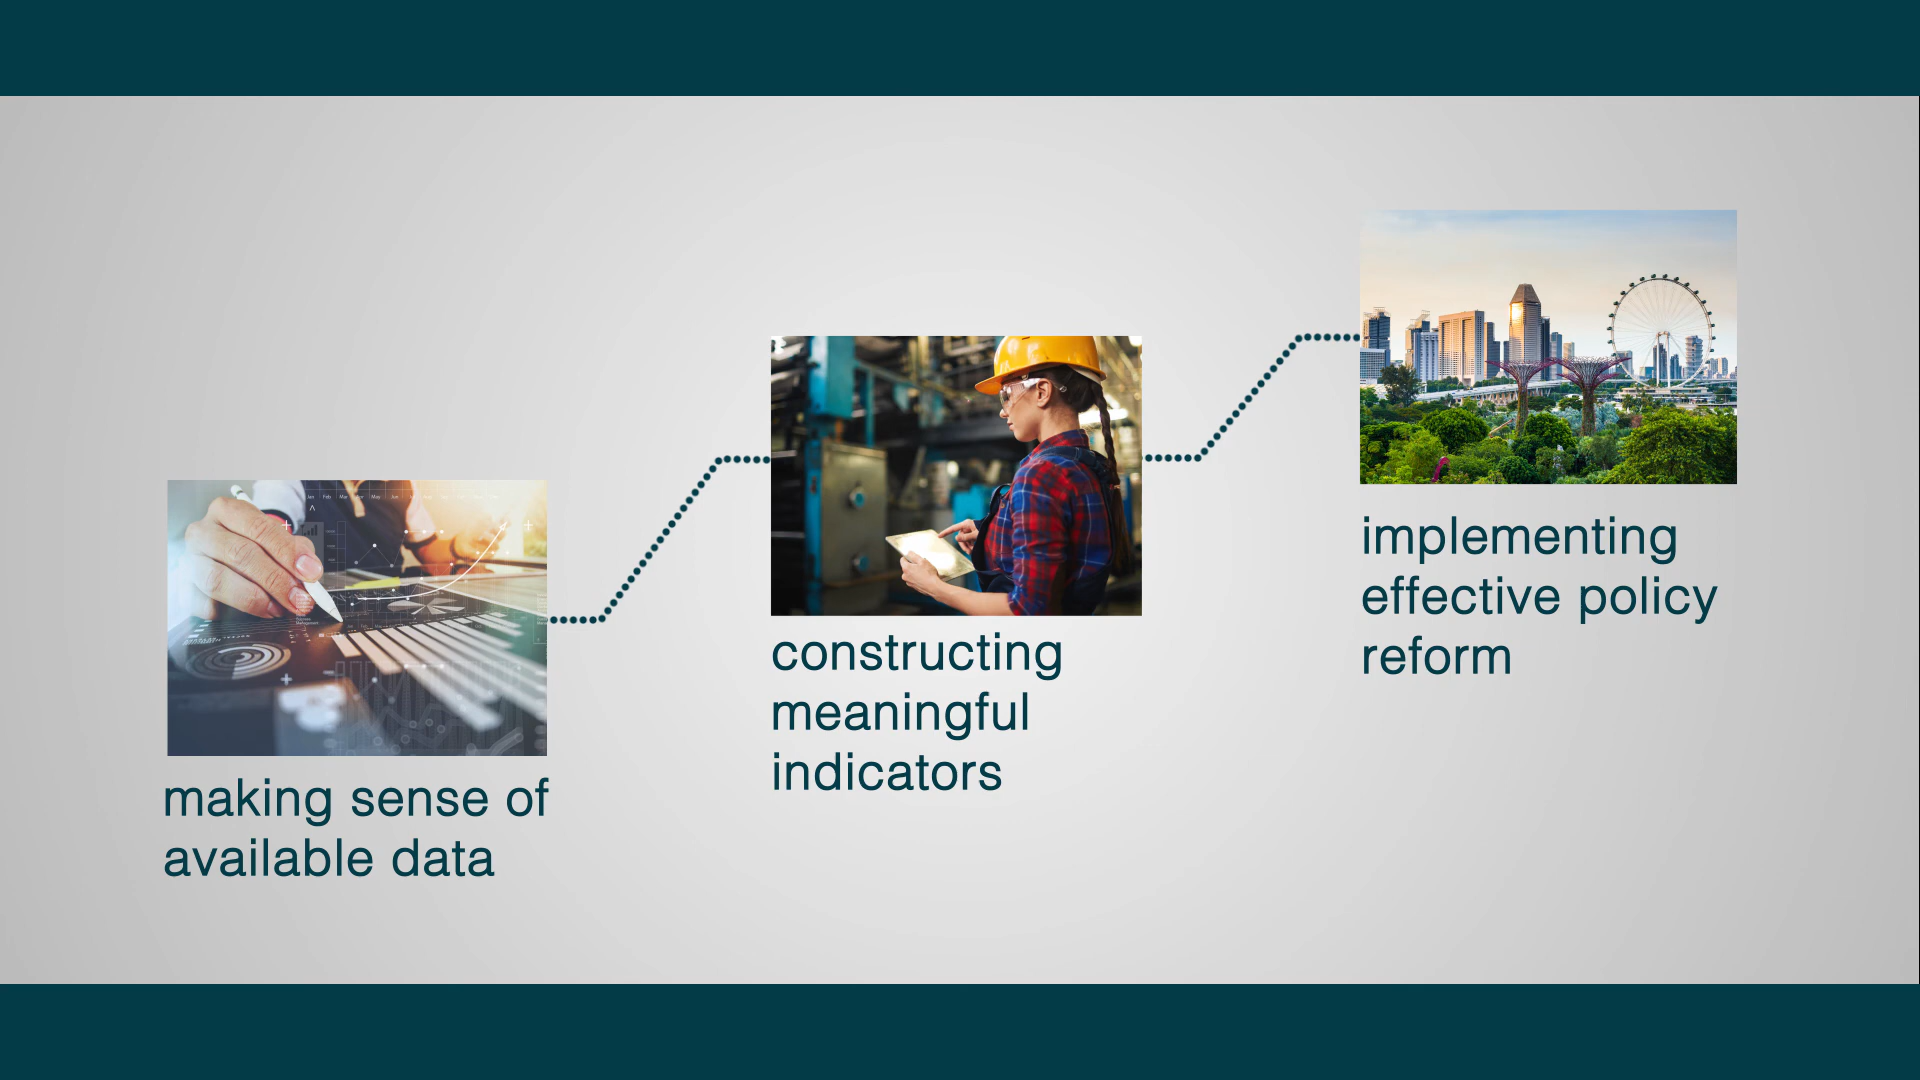 making sense of
available data
constructing
meaningful
indicators
implementing
effective policy
reform